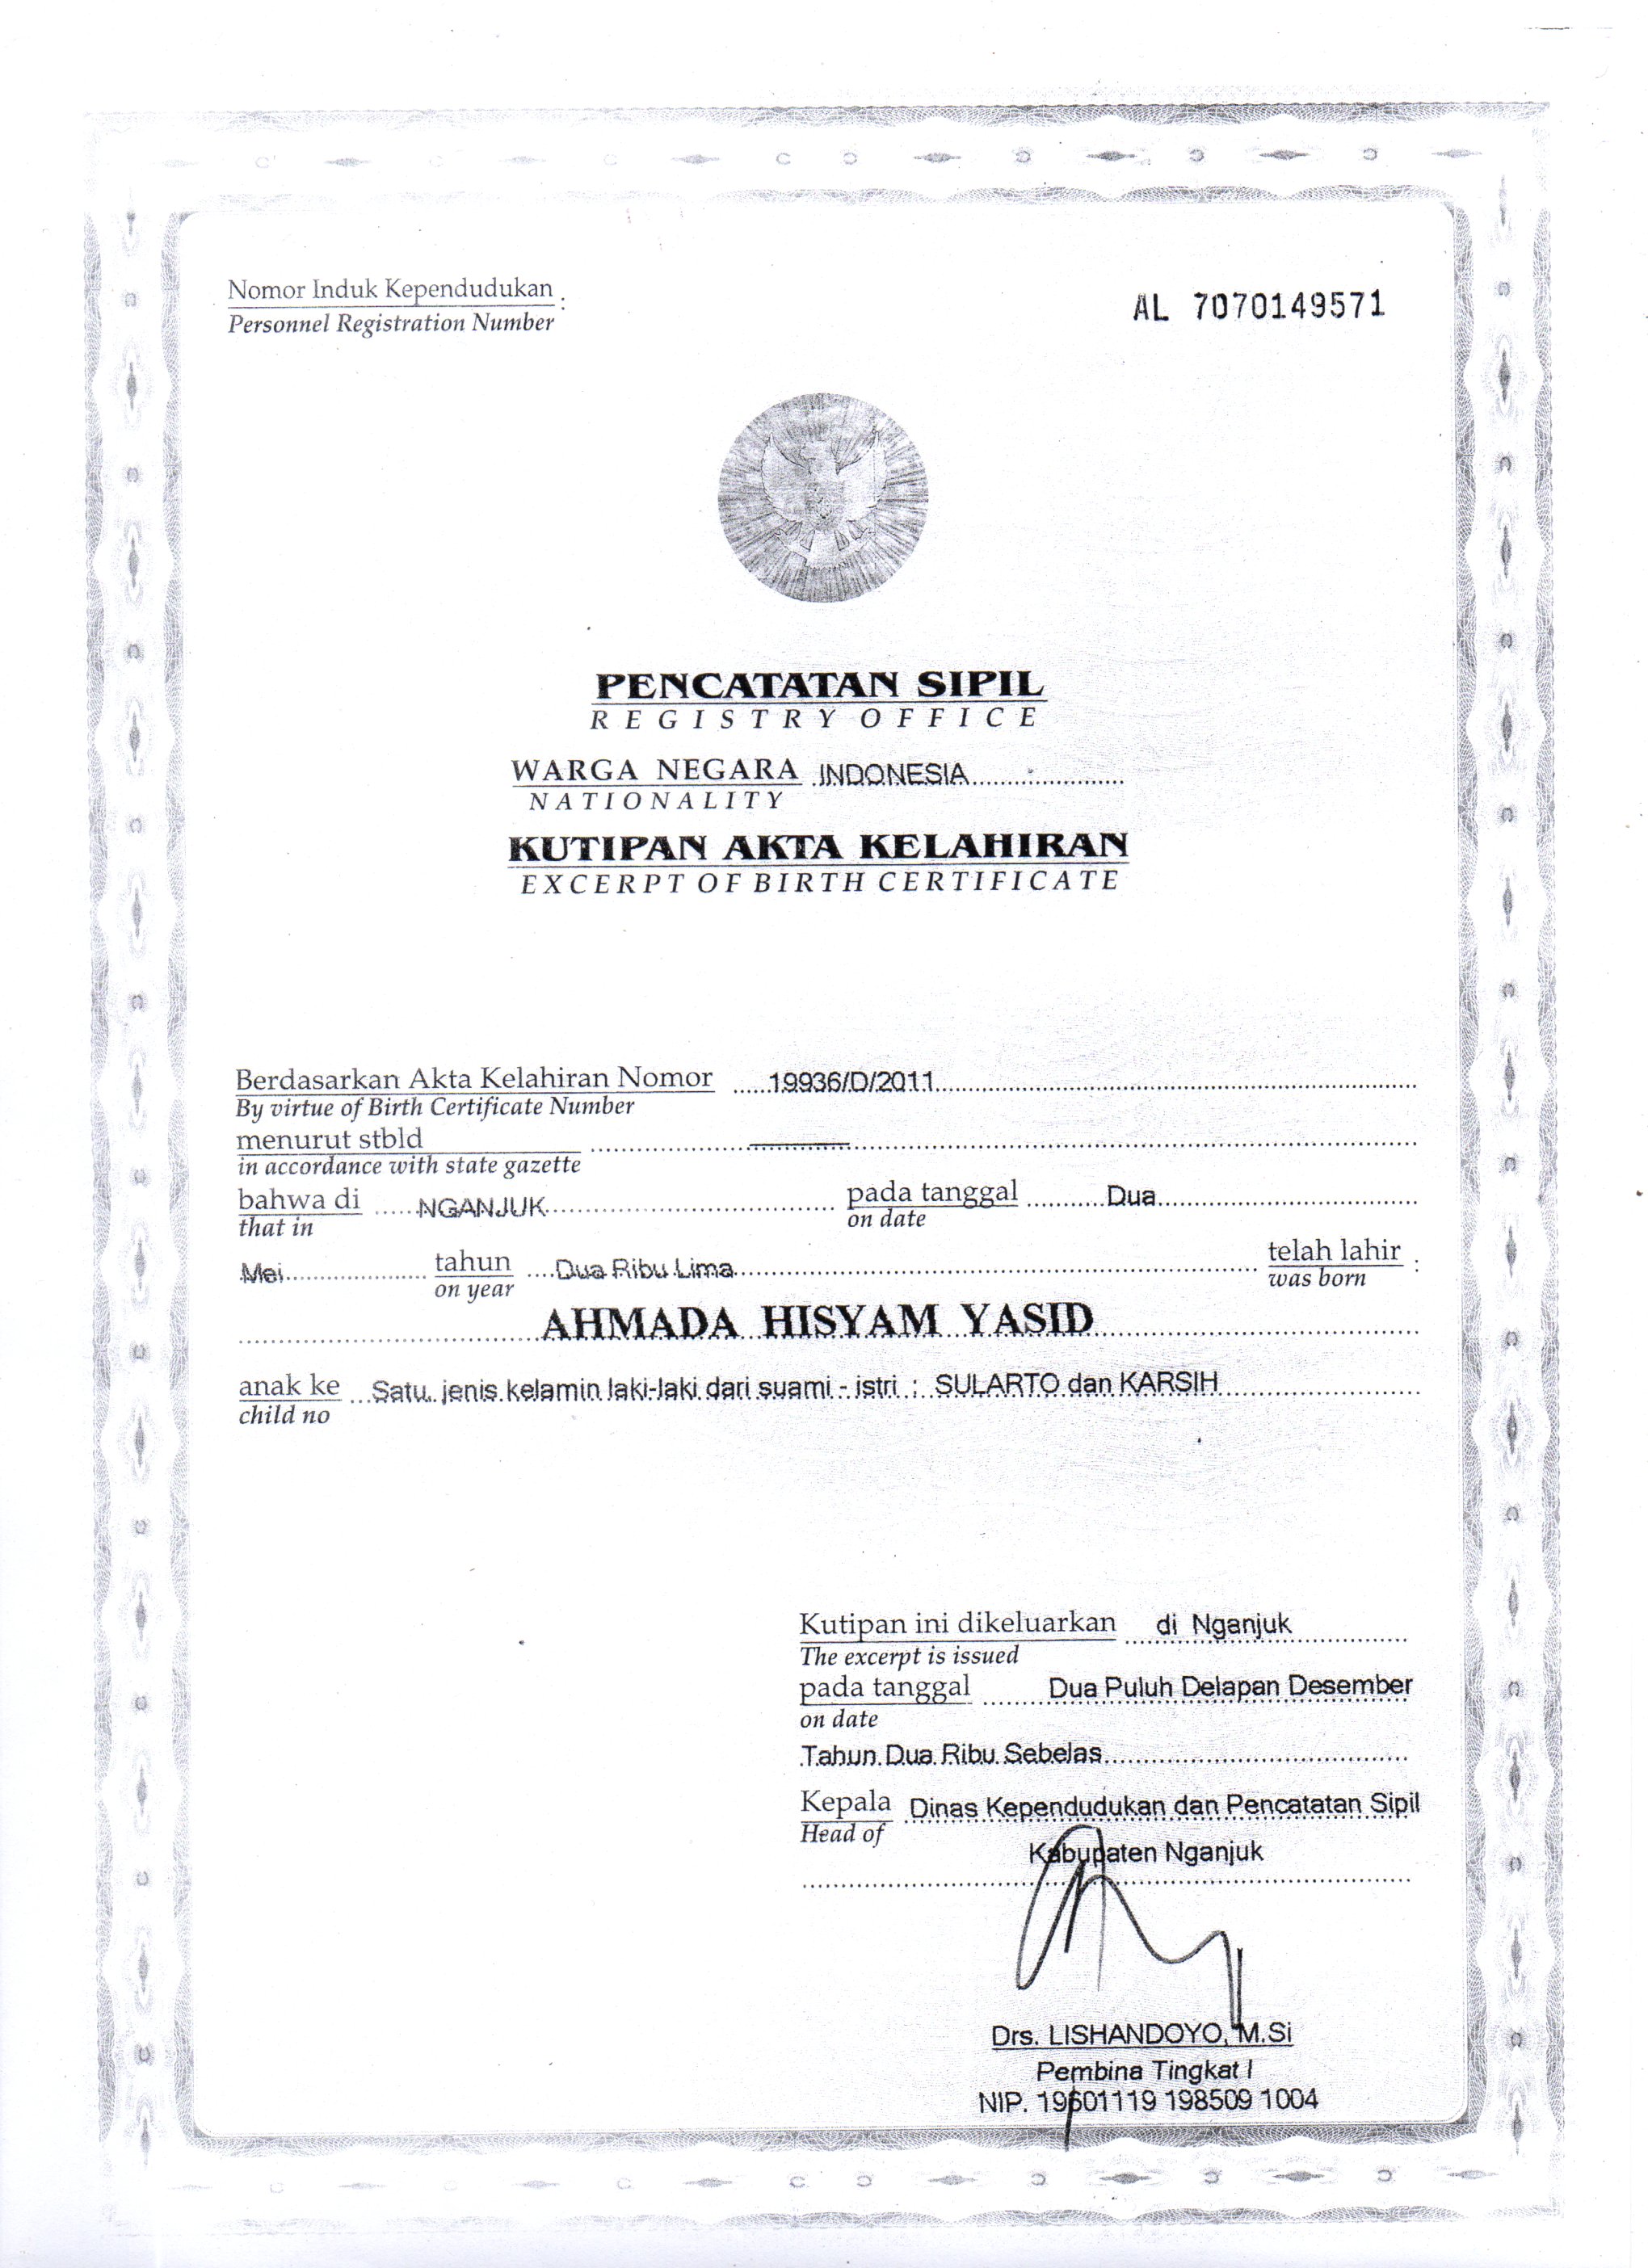 Nomor Induk Kependudukan :
Personnel Registration Number
AL 7070149571
PENCATATAN SIPIL
REGISTRY OFFICE
WARGA NEGARA INDONESIA
NATIONALITY
KUTIPAN AKTA KELAHIRAN
EXCERPT OF BIRTH CERTIFICATE
Berdasarkan Akta Kelahiran Nomor 19936/D/2011
By virtue of Birth Certificate Number
menurut stbld
in accordance with state gazette
bahwa di NGANJUK pada tanggal Dua
that in on date
Mei tahun Dua Ribu Lima telah lahir :
on year was born
AHMADA HISYAM YASID
anak ke Satu jenis kelamin laki-laki dari suami - istri : SULARTO dan KARSIH
child no
Kutipan ini dikeluarkan di Nganjuk
The excerpt is issued
pada tanggal Dua Puluh Delapan Desember
on date
Tahun Dua Ribu Sebelas
Kepala Dinas Kependudukan dan Pencatatan Sipil
Head of
Kabupaten Nganjuk
Drs. LISHANDOYO, M.Si
Pembina Tingkat I
NIP. 19601119 198509 1004